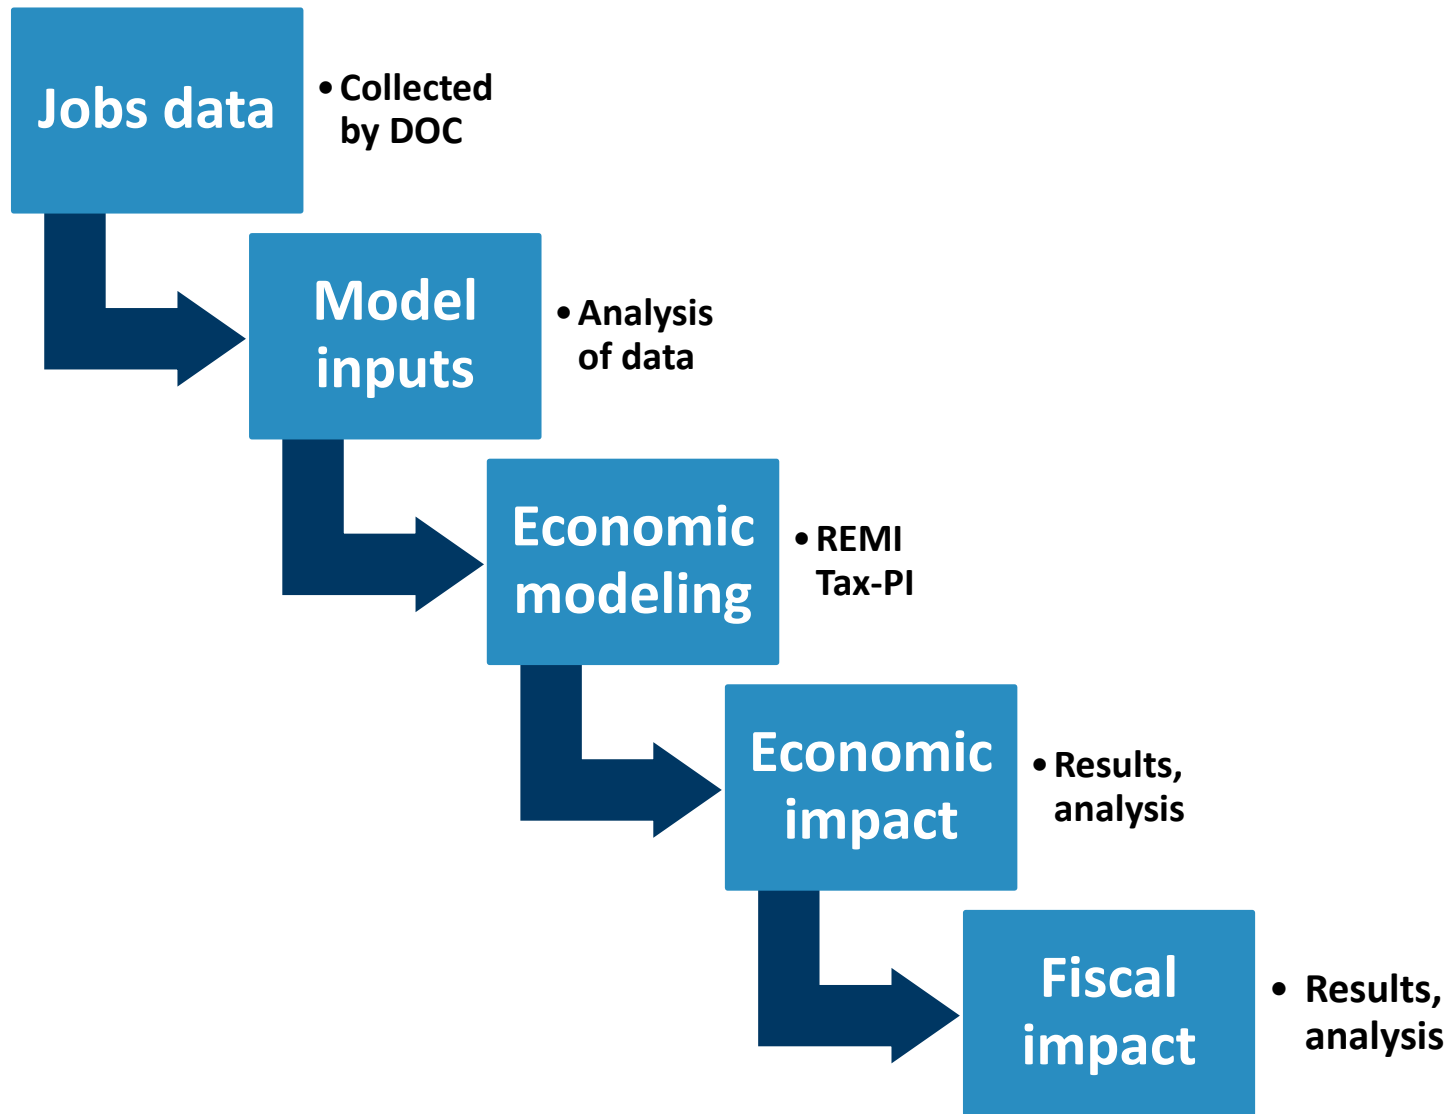 Jobs data
• Collected
by DOC
Model
inputs
• Analysis
of data
Economic
modeling
• REMI
Tax-PI
Economic
impact
• Results,
analysis
Fiscal
impact
• Results,
analysis